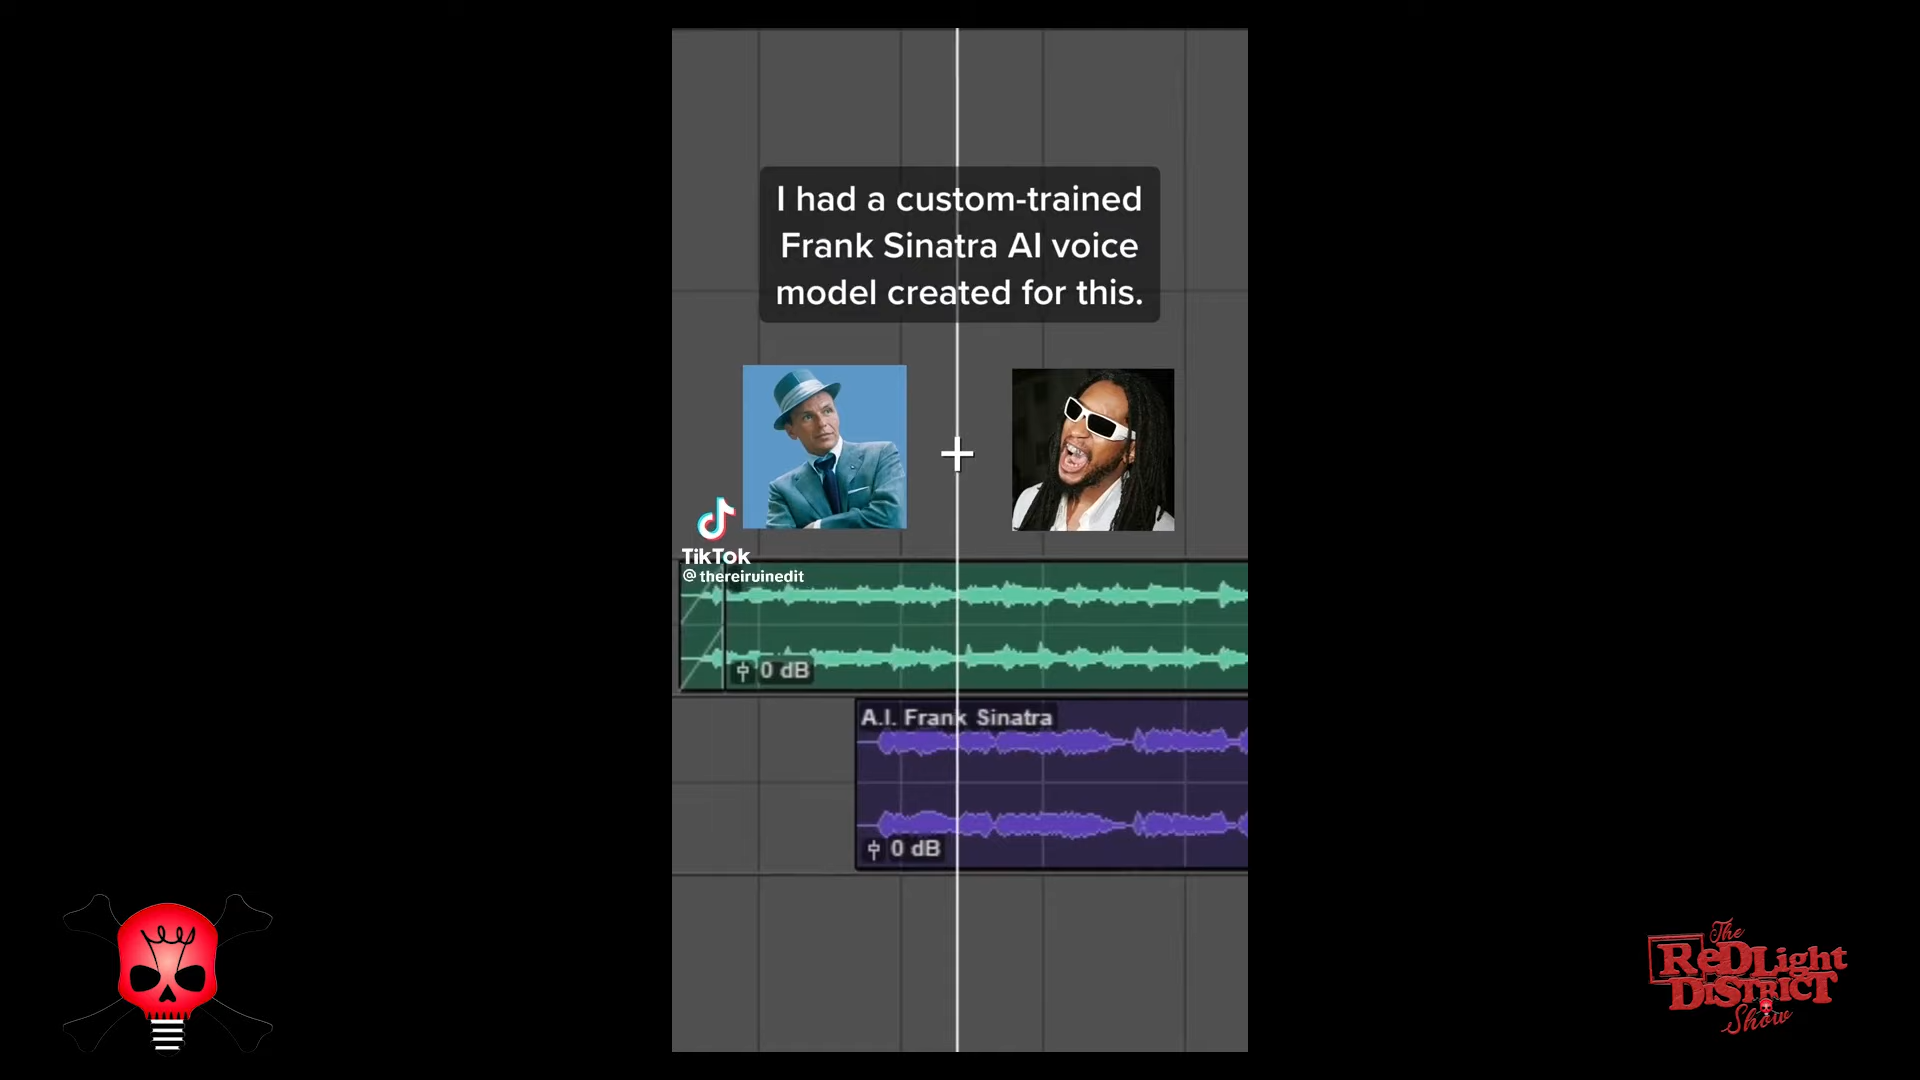 I had a custom-trained
Frank Sinatra AI voice
model created for this.
TikTok
@ thereiruinedit
0 dB
A.I. Frank Sinatra
0 dB
The
ReDLight
DiSTRiCT
Show